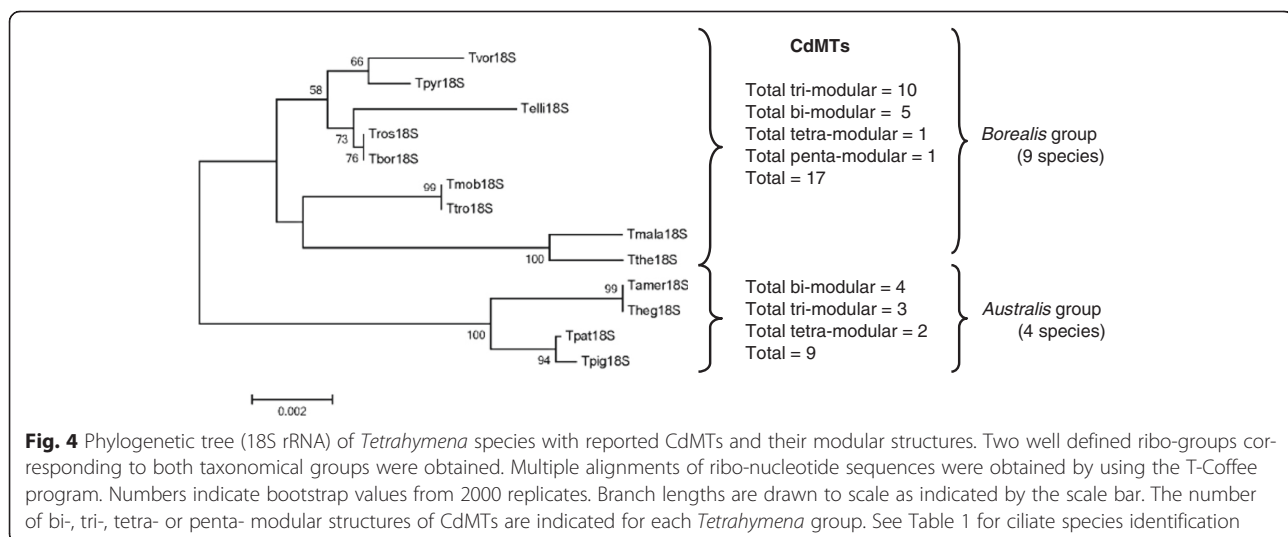 66
Tvor18S
Tpyr18S
58
Telli18S
73
Tros18S
76
Tbor18S
99
Tmob18S
Ttro18S
Tmala18S
100
Tthe18S
99
Tamer18S
Theg18S
100
Tpat18S
94
Tpig18S
0.002
CdMTs
Total tri-modular = 10
Total bi-modular = 5
Total tetra-modular = 1
Total penta-modular = 1
Total = 17
Borealis group
(9 species)
Total bi-modular = 4
Total tri-modular = 3
Total tetra-modular = 2
Total = 9
Australis group
(4 species)
Fig. 4 Phylogenetic tree (18S rRNA) of Tetrahymena species with reported CdMTs and their modular structures. Two well defined ribo-groups cor-
responding to both taxonomical groups were obtained. Multiple alignments of ribo-nucleotide sequences were obtained by using the T-Coffee
program. Numbers indicate bootstrap values from 2000 replicates. Branch lengths are drawn to scale as indicated by the scale bar. The number
of bi-, tri-, tetra- or penta- modular structures of CdMTs are indicated for each Tetrahymena group. See Table 1 for ciliate species identification